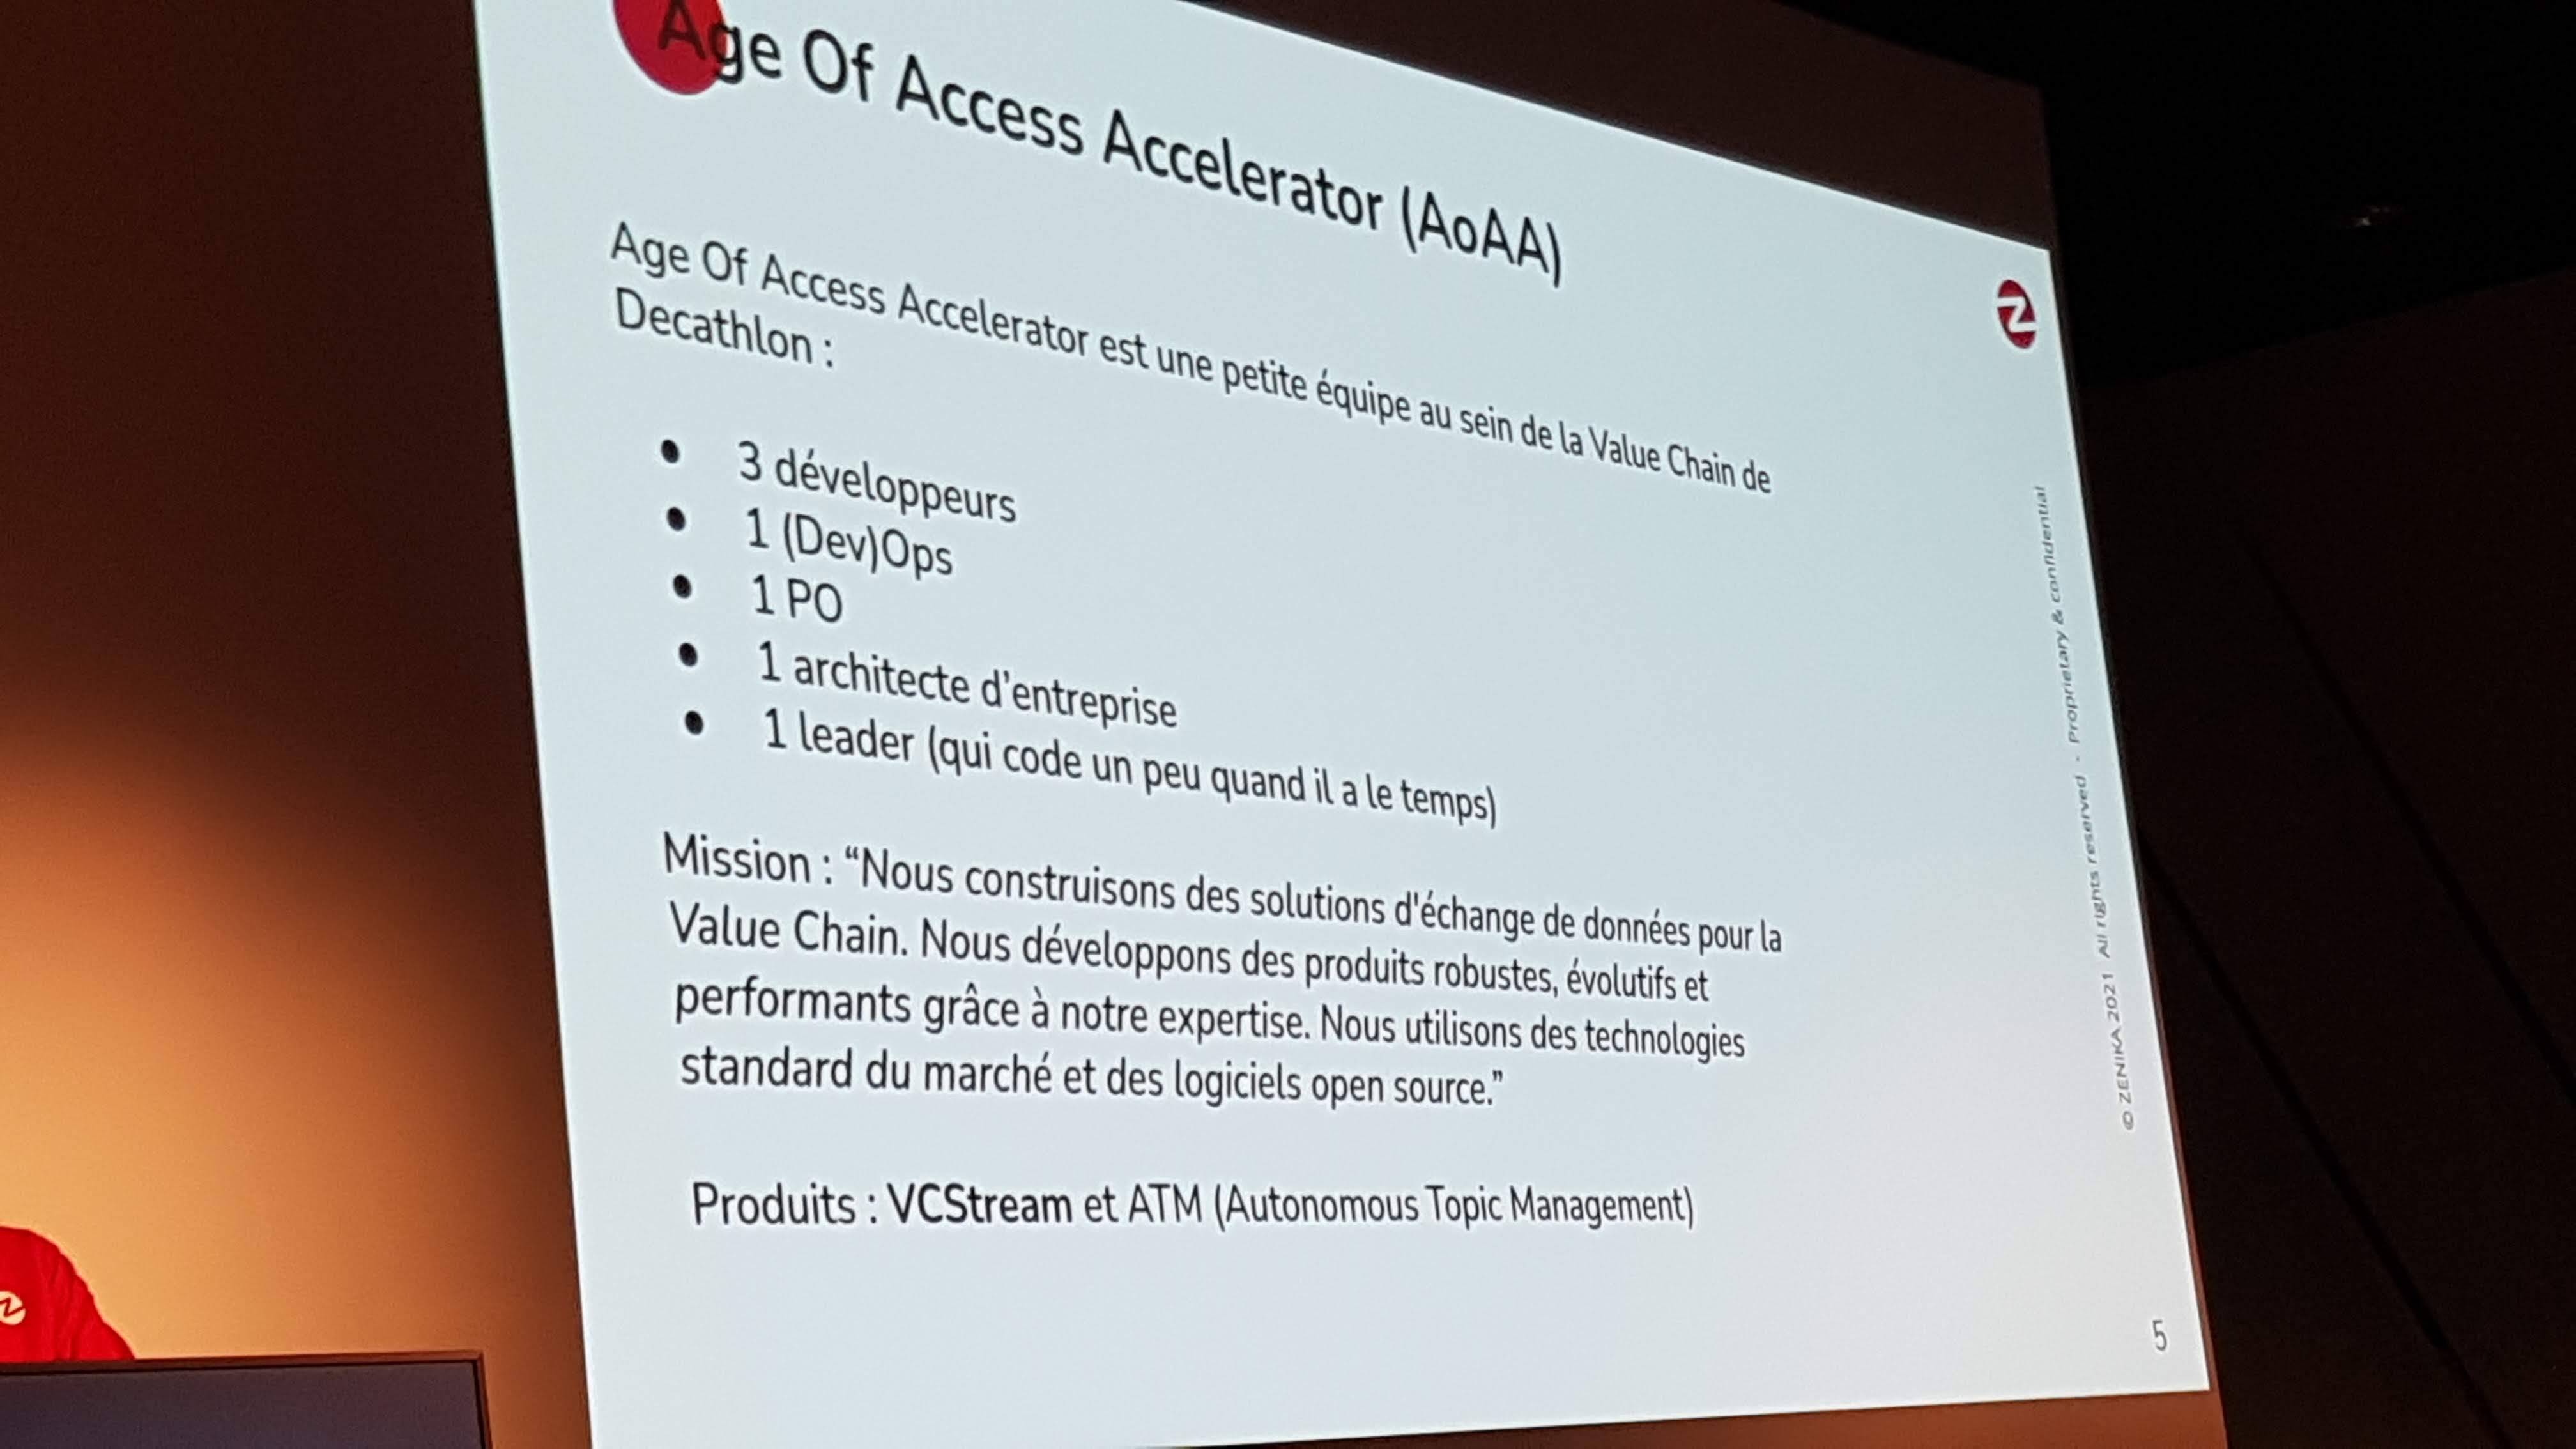 Age Of Access Accelerator (AoAA)
Age Of Access Accelerator est une petite équipe au sein de la Value Chain de
Decathlon :
● 3 développeurs
● 1 (Dev)Ops
● 1 PO
● 1 architecte d'entreprise
● 1 leader (qui code un peu quand il a le temps)
Mission : “Nous construisons des solutions d'échange de données pour la
Value Chain. Nous développons des produits robustes, évolutifs et
performants grâce à notre expertise. Nous utilisons des technologies
standard du marché et des logiciels open source.”
Produits : VCStream et ATM (Autonomous Topic Management)
© ZENIKA 2021 All rights reserved - Proprietary & confidential
5